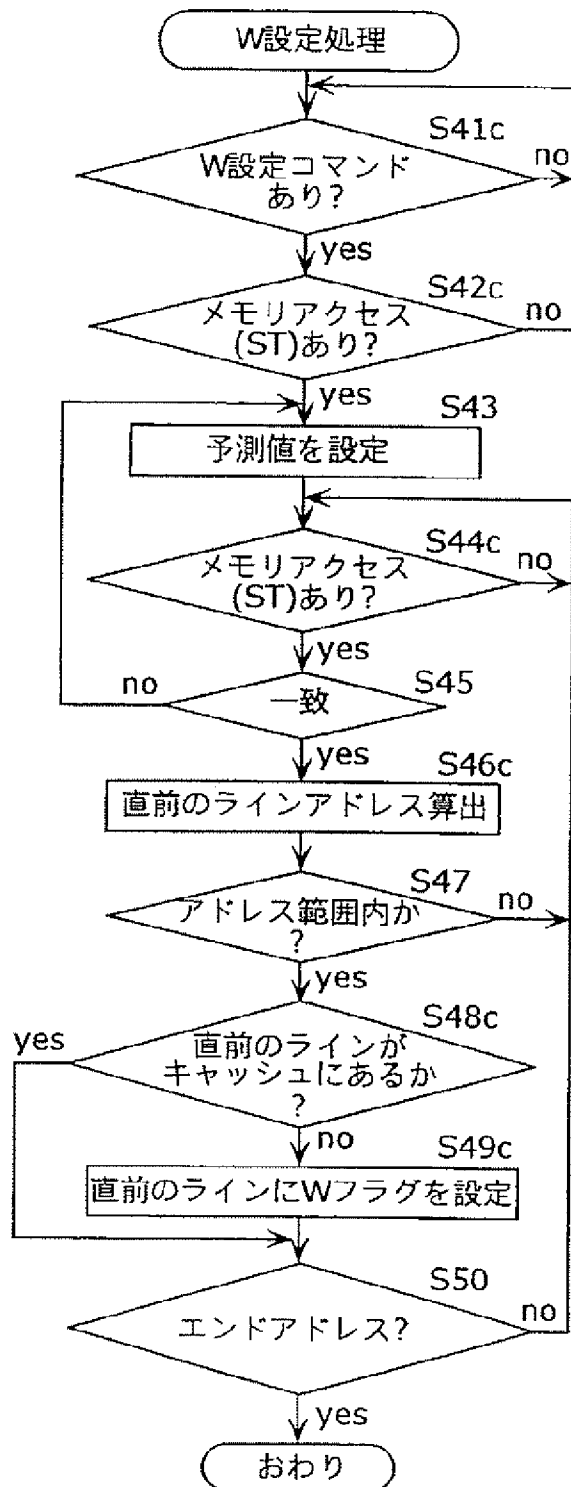 W設定処理
S41c
W設定コマンド
あり?
no
yes
S42c
メモリアクセス
(ST)あり?
no
yes
S43
予測値を設定
S44c
メモリアクセス
(ST)あり?
no
yes
no
一致
S45
yes
S46c
直前のラインアドレス算出
S47
アドレス範囲内か
?
no
yes
S48c
yes
直前のラインが
キャッシュにあるか
?
no
S49c
直前のラインにWフラグを設定
S50
エンドアドレス?
no
yes
おわり